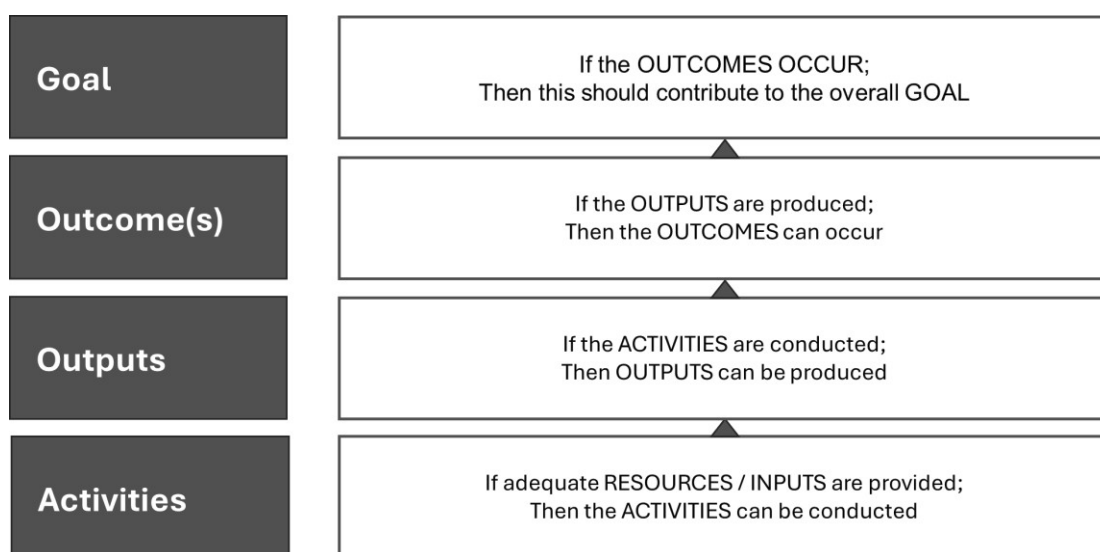 Goal
If the OUTCOMES OCCUR;
Then this should contribute to the overall GOAL
Outcome(s)
If the OUTPUTS are produced;
Then the OUTCOMES can occur
Outputs
If the ACTIVITIES are conducted;
Then OUTPUTS can be produced
Activities
If adequate RESOURCES / INPUTS are provided;
Then the ACTIVITIES can be conducted